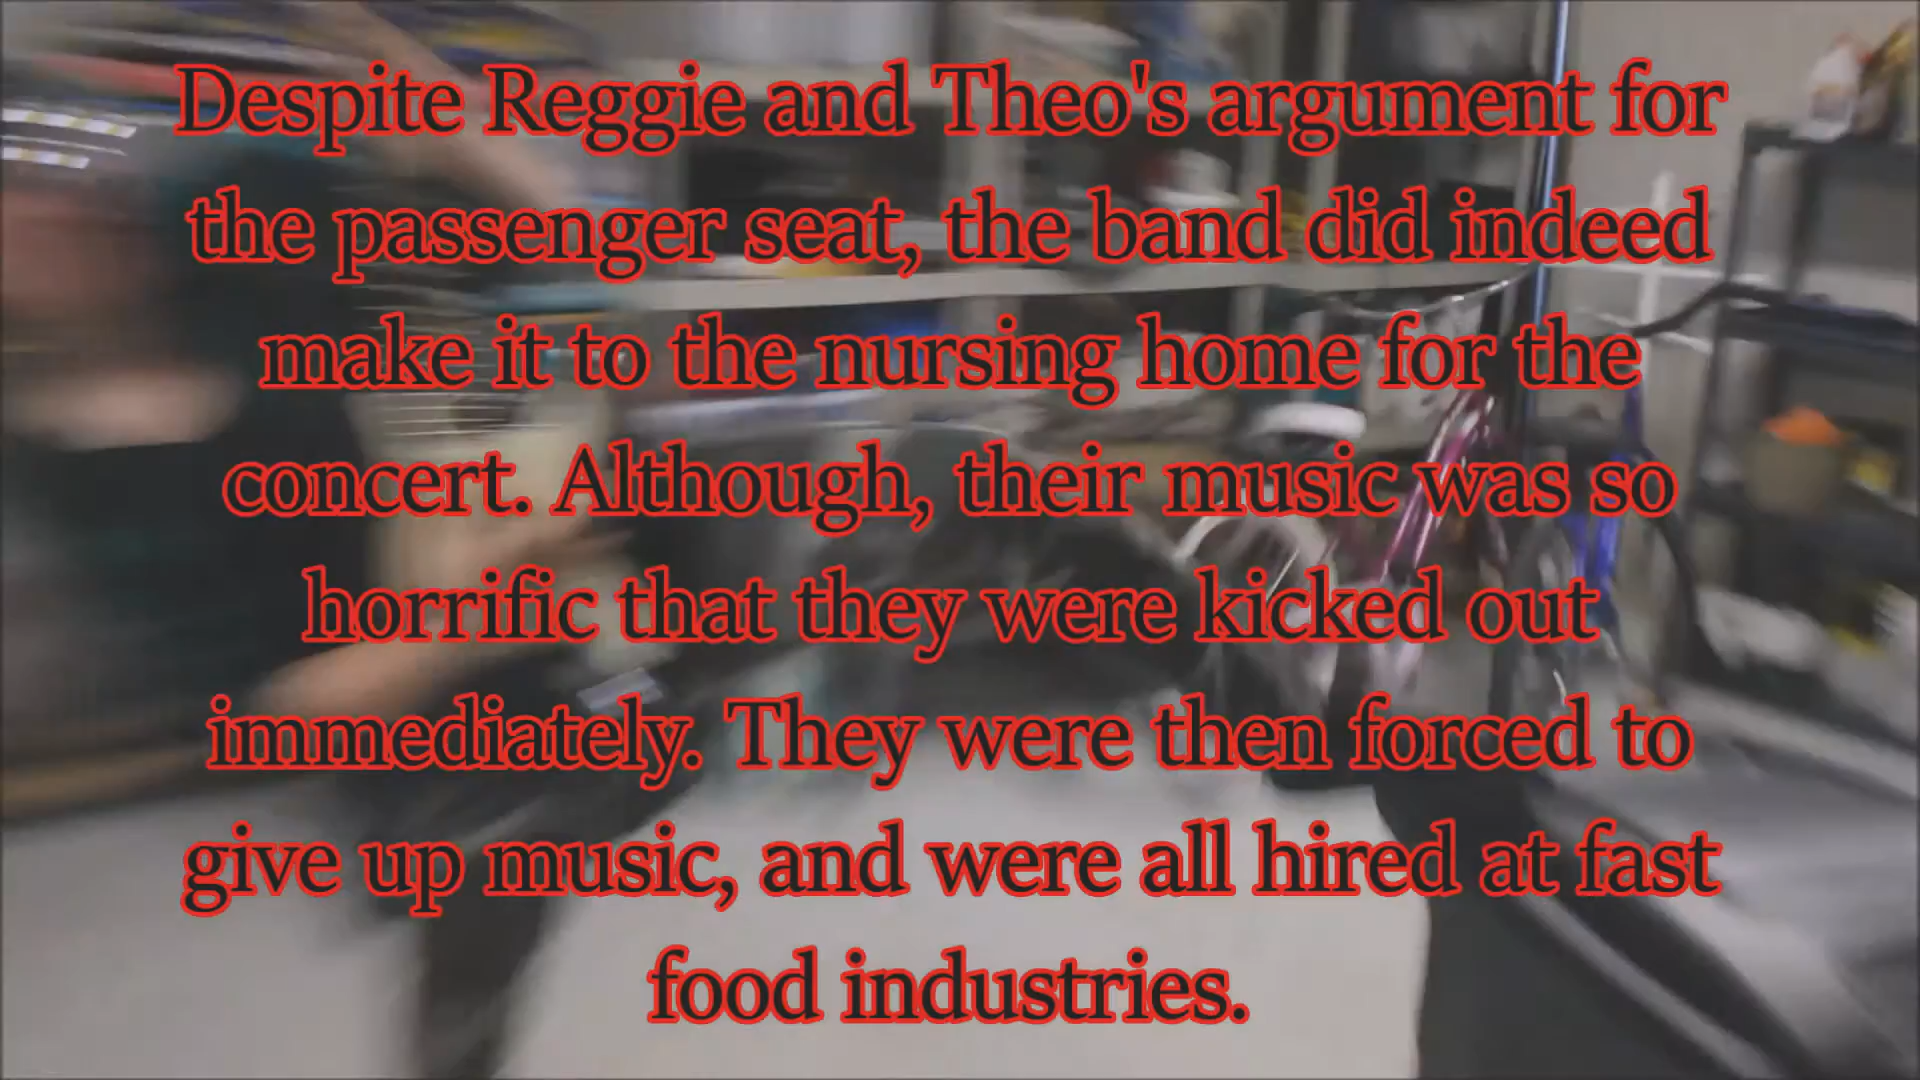 Despite Reggie and Theo's argument for
the passenger seat, the band did indeed
make it to the nursing home for the
concert. Although, their music was so
horrific that they were kicked out
immediately. They were then forced to
give up music, and were all hired at fast
food industries.